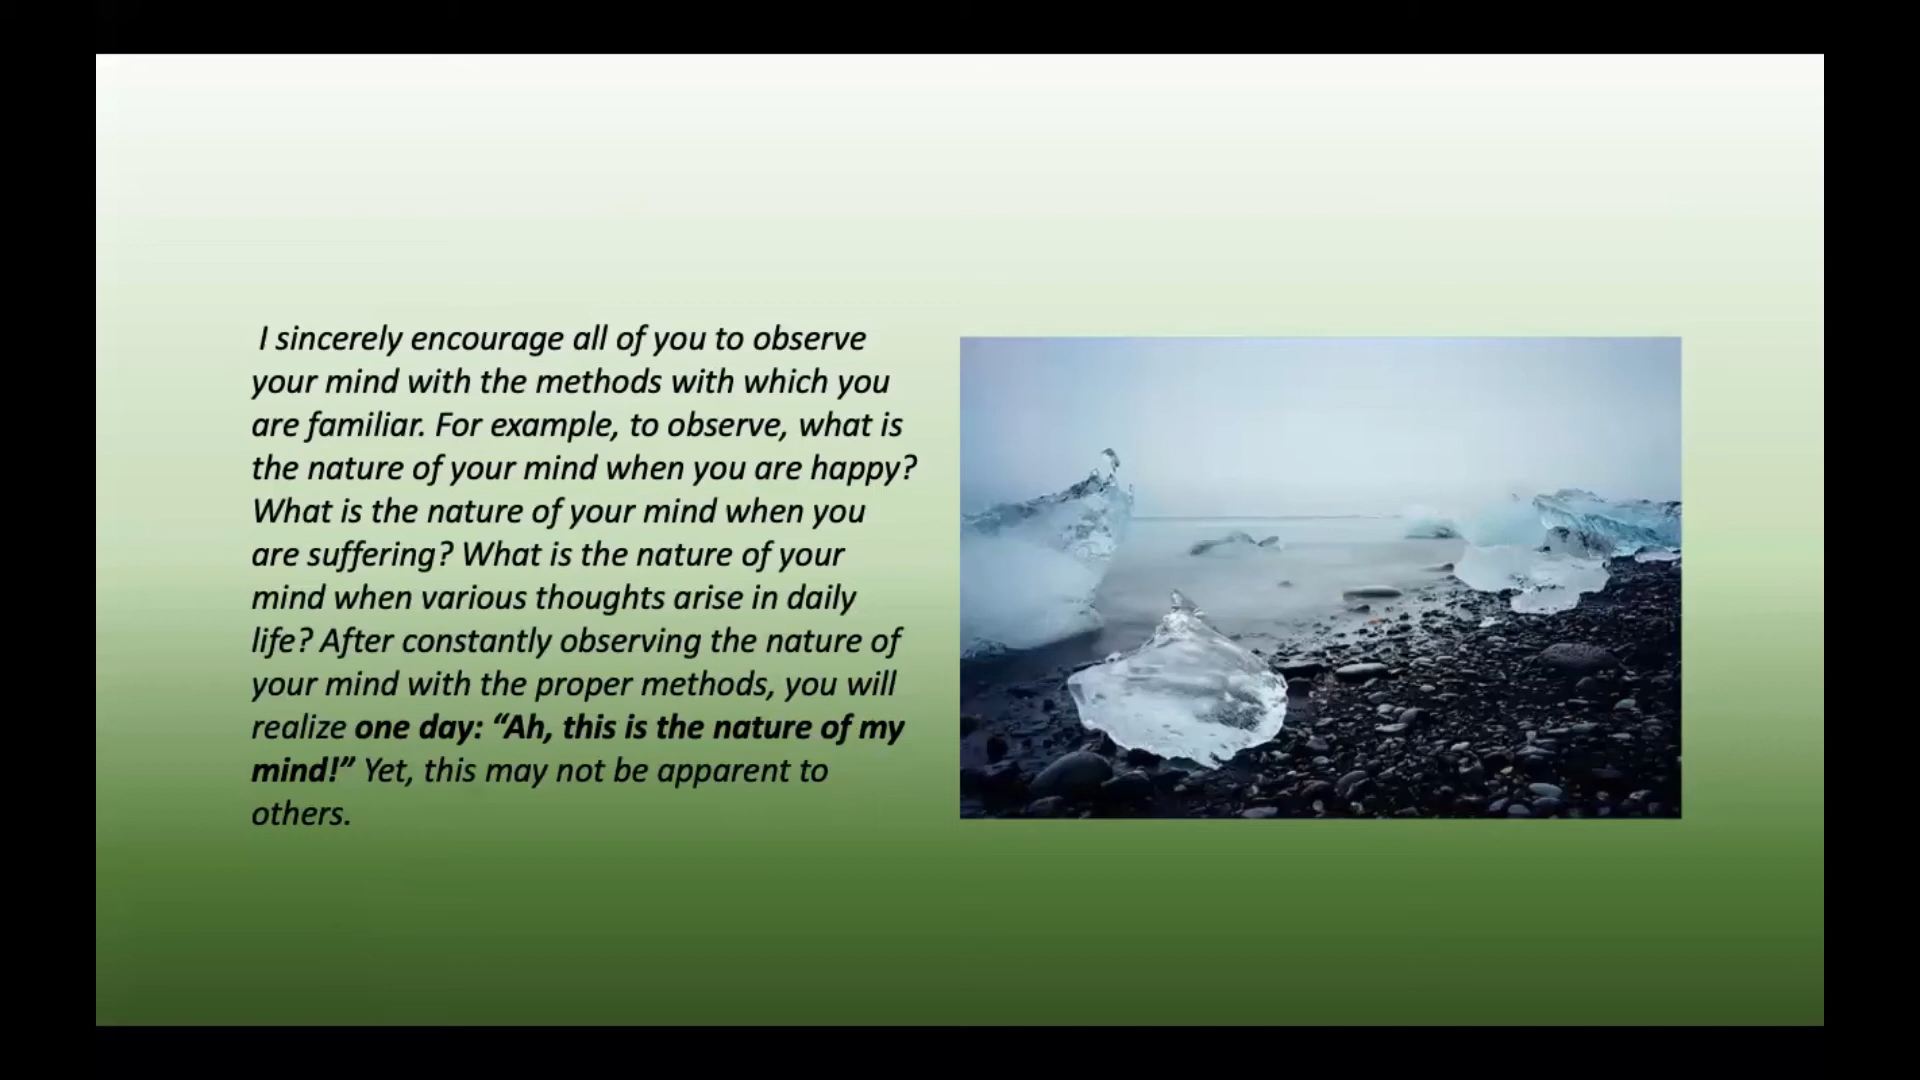 I sincerely encourage all of you to observe
your mind with the methods with which you
are familiar. For example, to observe, what is
the nature of your mind when you are happy?
What is the nature of your mind when you
are suffering? What is the nature of your
mind when various thoughts arise in daily
life? After constantly observing the nature of
your mind with the proper methods, you will
realize one day: “Ah, this is the nature of my
mind!” Yet, this may not be apparent to
others.